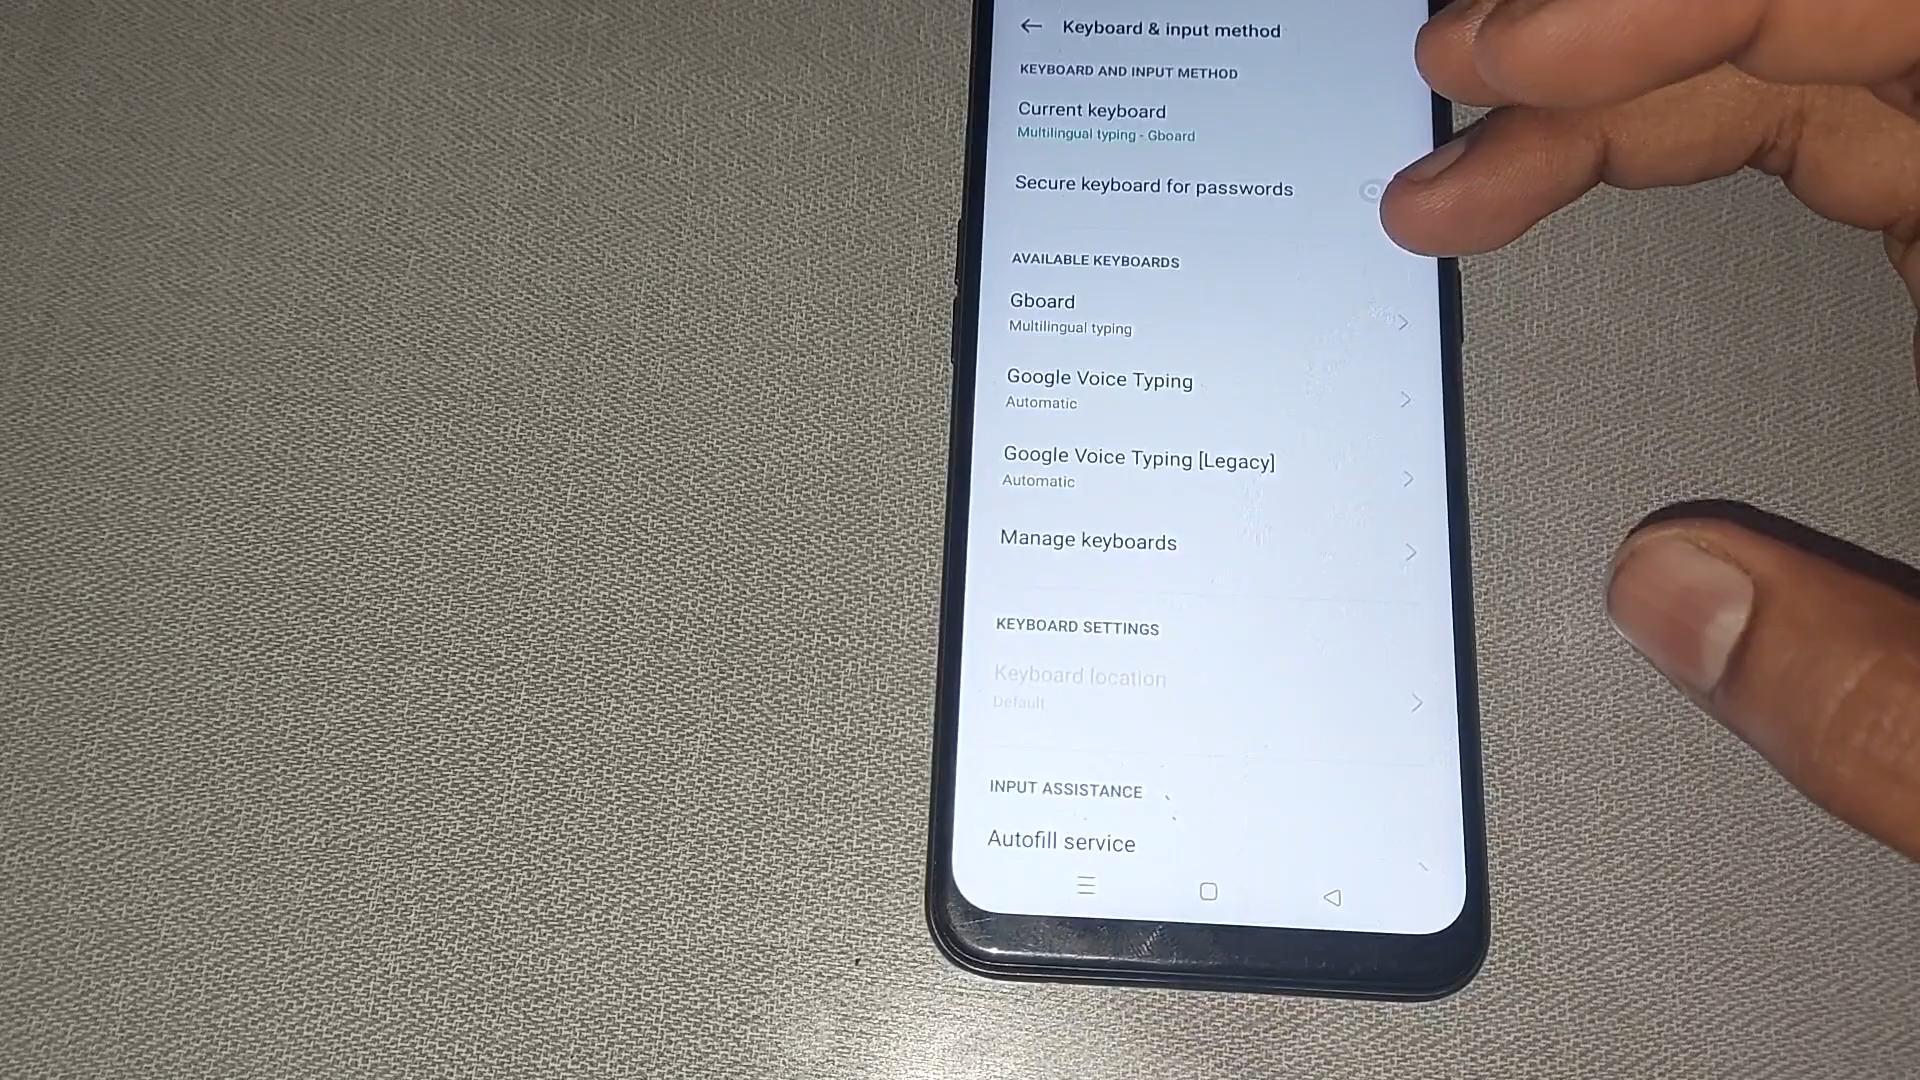 Keyboard & input method
KEYBOARD AND INPUT METHOD
Current keyboard
Multilingual typing - Gboard
Secure keyboard for passwords
AVAILABLE KEYBOARDS
Gboard
Multilingual typing
Google Voice Typing
Automatic
Google Voice Typing [Legacy]
Automatic
Manage keyboards
KEYBOARD SETTINGS
Keyboard location
Default
INPUT ASSISTANCE
Autofill service